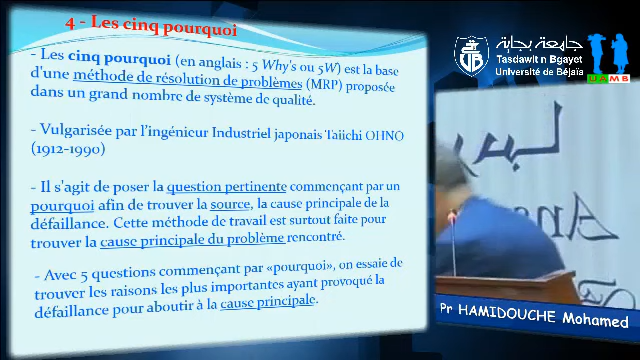 4 - Les cinq pourquoi
- Les cinq pourquoi (en anglais : 5 Why's ou 5W) est la base
d'une méthode de résolution de problèmes (MRP) proposée
dans un grand nombre de système de qualité.
- Vulgarisée par l'ingénieur Industriel japonais Taiichi OHNO
(1912-1990)
- Il s'agit de poser la question pertinente commençant par un
pourquoi afin de trouver la source, la cause principale de la
défaillance. Cette méthode de travail est surtout faite pour
trouver la cause principale du problème rencontré.
- Avec 5 questions commençant par «pourquoi», on essaie de
trouver les raisons les plus importantes ayant provoqué la
défaillance pour aboutir à la cause principale.
جامعة بجاية
Tasdawit n Bgayet
Université de Béjaïa
UAMB
Pr HAMIDOUCHE Mohamed